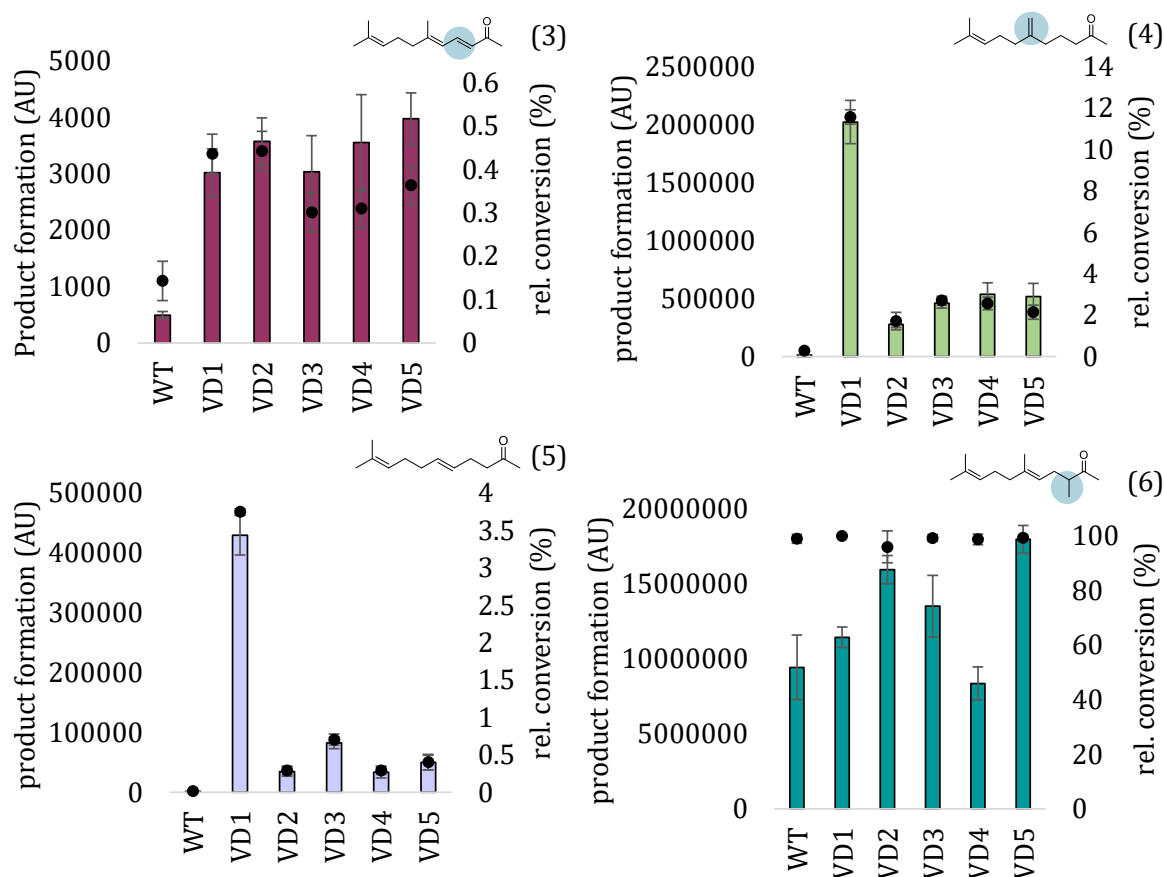 O
(3)
Product formation (AU)
5000
4000
3000
2000
1000
0
0.6
0.5
0.4
0.3
0.2
0.1
0
rel. conversion (%)
WT
VD1
VD2
VD3
VD4
VD5
O
(4)
product formation (AU)
2500000
2000000
1500000
1000000
500000
0
14
12
10
8
6
4
2
0
rel. conversion (%)
WT
VD1
VD2
VD3
VD4
VD5
O
(5)
product formation (AU)
500000
400000
300000
200000
100000
0
4
3.5
3
2.5
2
1.5
1
0.5
0
rel. conversion (%)
WT
VD1
VD2
VD3
VD4
VD5
O
(6)
product formation (AU)
20000000
15000000
10000000
5000000
0
100
80
60
40
20
0
rel. conversion (%)
WT
VD1
VD2
VD3
VD4
VD5